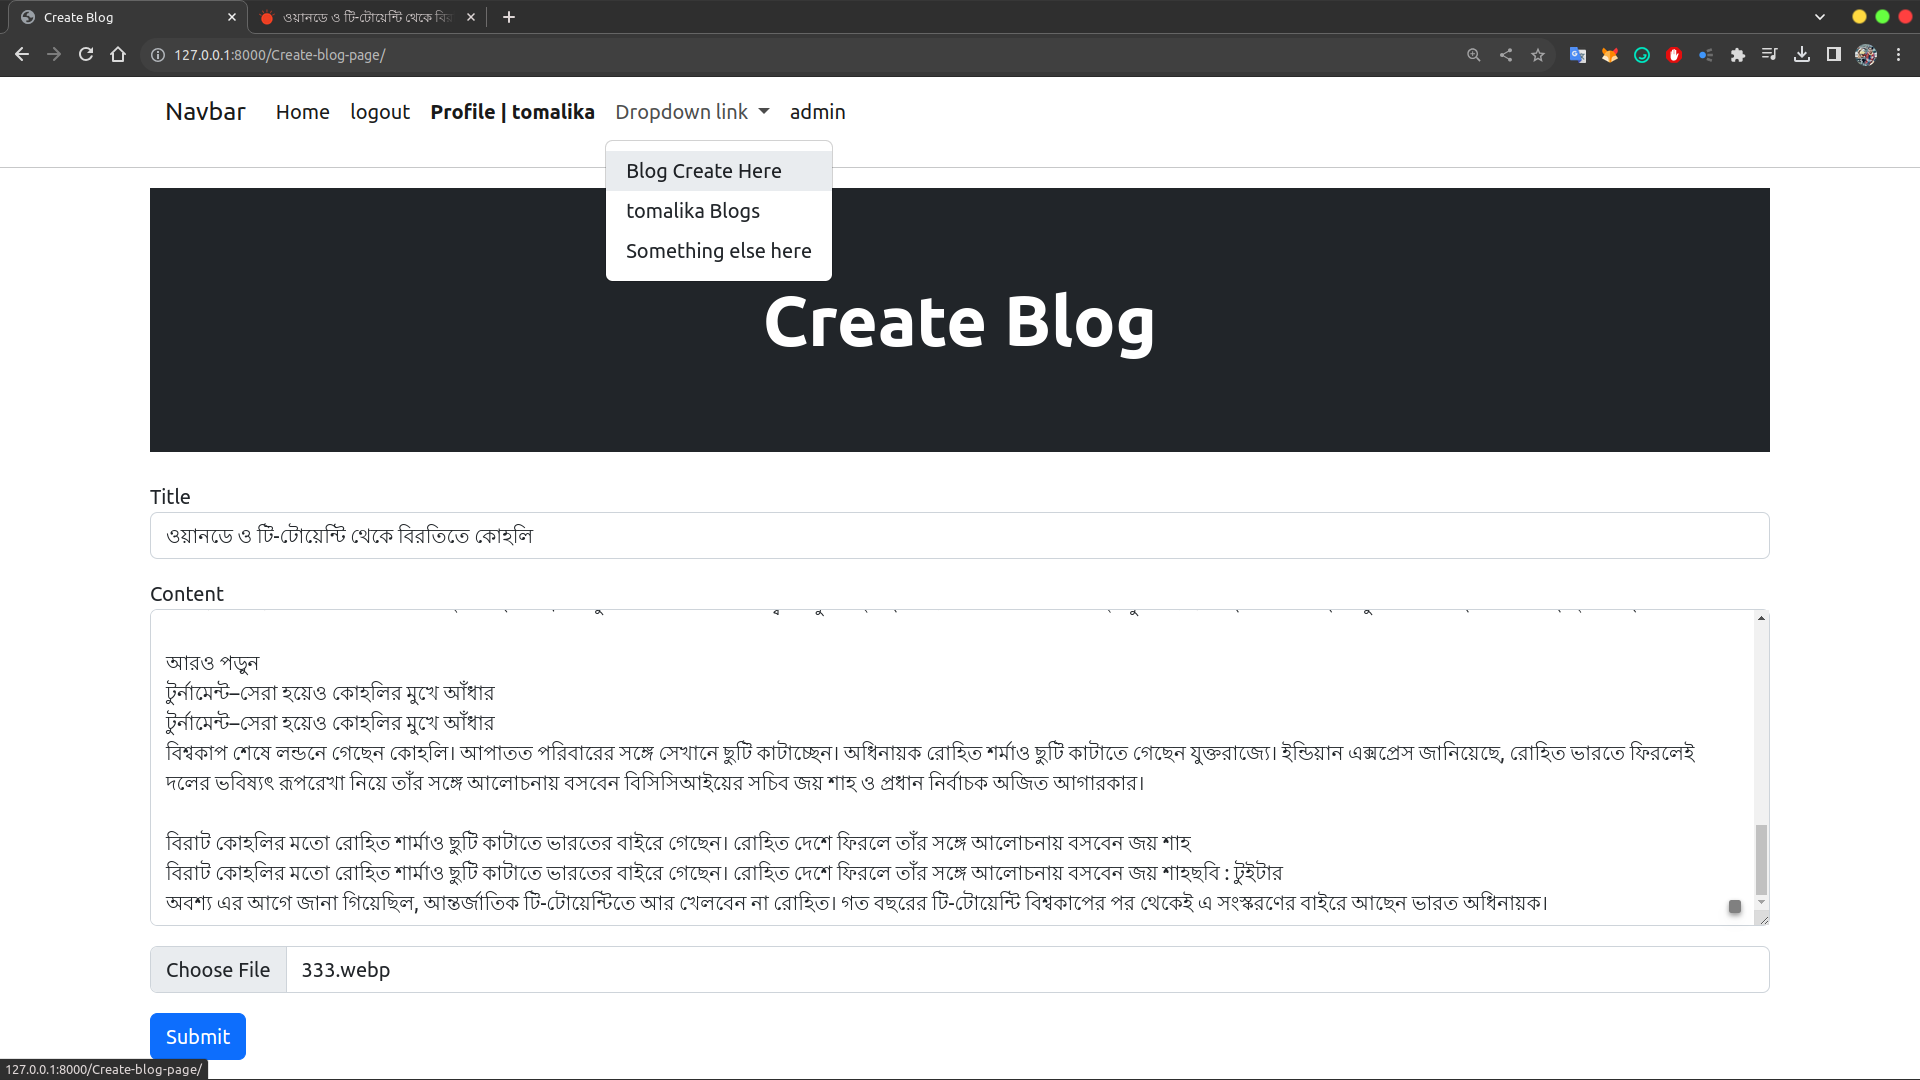 Create Blog
ওয়ানডে ও টি-টোয়েন্টি থেকে
127.0.0.1:8000/Create-blog-page/
Navbar Home logout Profile | tomalika Dropdown link admin
Blog Create Here
tomalika Blogs
Something else here
Create Blog
Title
ওয়ানডে ও টি-টোয়েন্টি থেকে বিরতিতে কোহলি
Content
আরও পড়ুন
টুর্নামেন্ট–সেরা হয়েও কোহলির মুখে আঁধার
টুর্নামেন্ট–সেরা হয়েও কোহলির মুখে আঁধার
বিশ্বকাপ শেষে লন্ডনে গেছেন কোহলি। আপাতত পরিবারের সঙ্গে সেখানে ছুটি কাটাচ্ছেন। অধিনায়ক রোহিত শর্মাও ছুটি কাটাতে গেছেন যুক্তরাজ্যে। ইন্ডিয়ান এক্সপ্রেস জানিয়েছে, রোহিত ভারতে ফিরলেই
দলের ভবিষ্যৎ রূপরেখা নিয়ে তাঁর সঙ্গে আলোচনায় বসবেন বিসিসিআইয়ের সচিব জয় শাহ ও প্রধান নির্বাচক অজিত আগারকার।
বিরাট কোহলির মতো রোহিত শার্মাও ছুটি কাটাতে ভারতের বাইরে গেছেন। রোহিত দেশে ফিরলে তাঁর সঙ্গে আলোচনায় বসবেন জয় শাহ
বিরাট কোহলির মতো রোহিত শার্মাও ছুটি কাটাতে ভারতের বাইরে গেছেন। রোহিত দেশে ফিরলে তাঁর সঙ্গে আলোচনায় বসবেন জয় শাহছবি : টুইটার
অবশ্য এর আগে জানা গিয়েছিল, আন্তর্জাতিক টি-টোয়েন্টিতে আর খেলবেন না রোহিত। গত বছরের টি-টোয়েন্টি বিশ্বকাপের পর থেকেই এ সংস্করণের বাইরে আছেন ভারত অধিনায়ক।
Choose File 333.webp
Submit
127.0.0.1:8000/Create-blog-page/